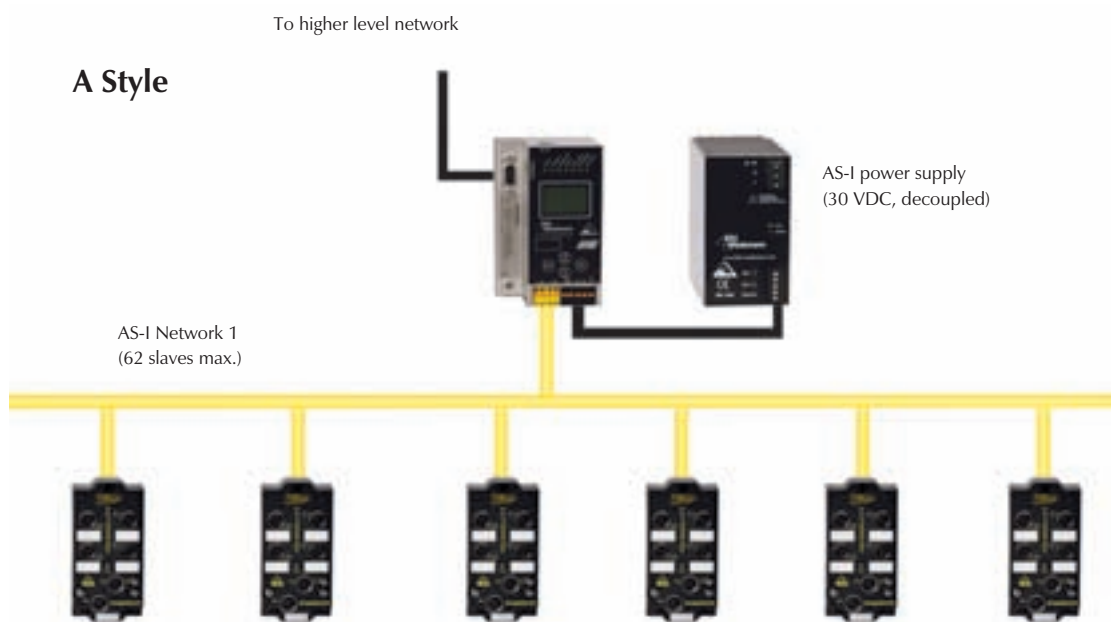 To higher level network
A Style
AS-I power supply
(30 VDC, decoupled)
AS-I Network 1
(62 slaves max.)